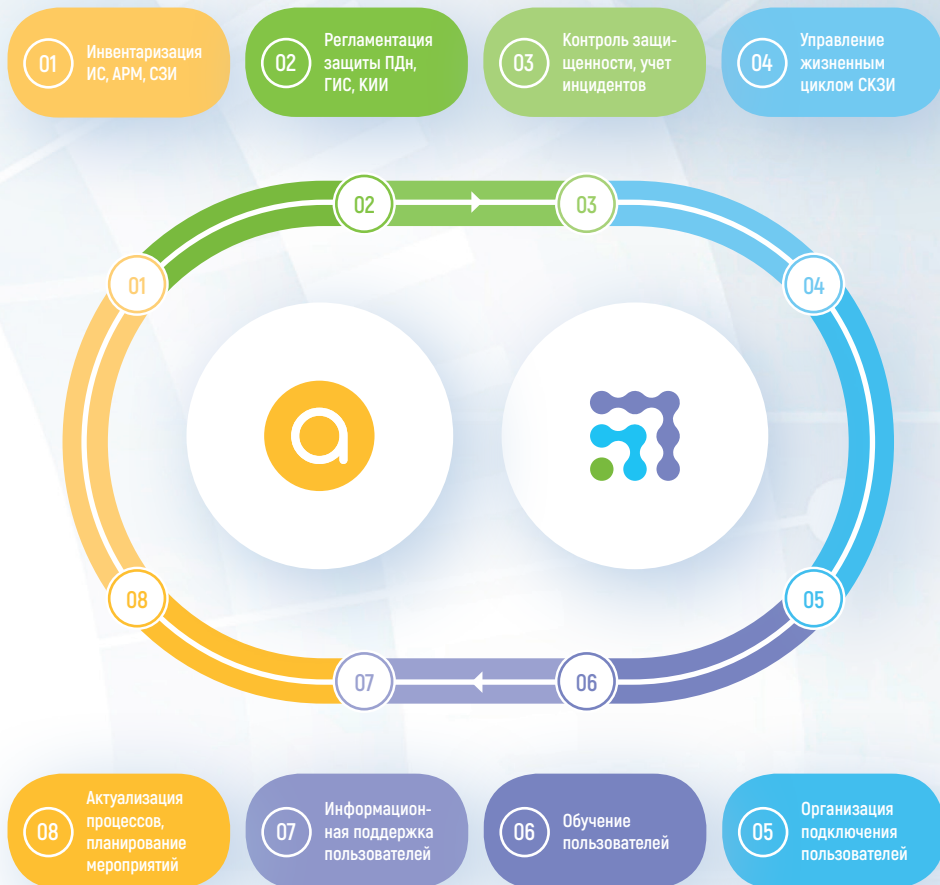 01
Инвентаризация
ИС, АРМ, СЗИ
02
Регламентация
защиты ПДн,
ГИС, КИИ
03
Контроль защи-
щенности, учет
инцидентов
04
Управление
жизненным
циклом СКЗИ
02
03
01
04
08
05
07
06
08
Актуализация
процессов,
планирование
мероприятий
07
Информацион-
ная поддержка
пользователей
06
Обучение
пользователей
05
Организация
подключения
пользователей